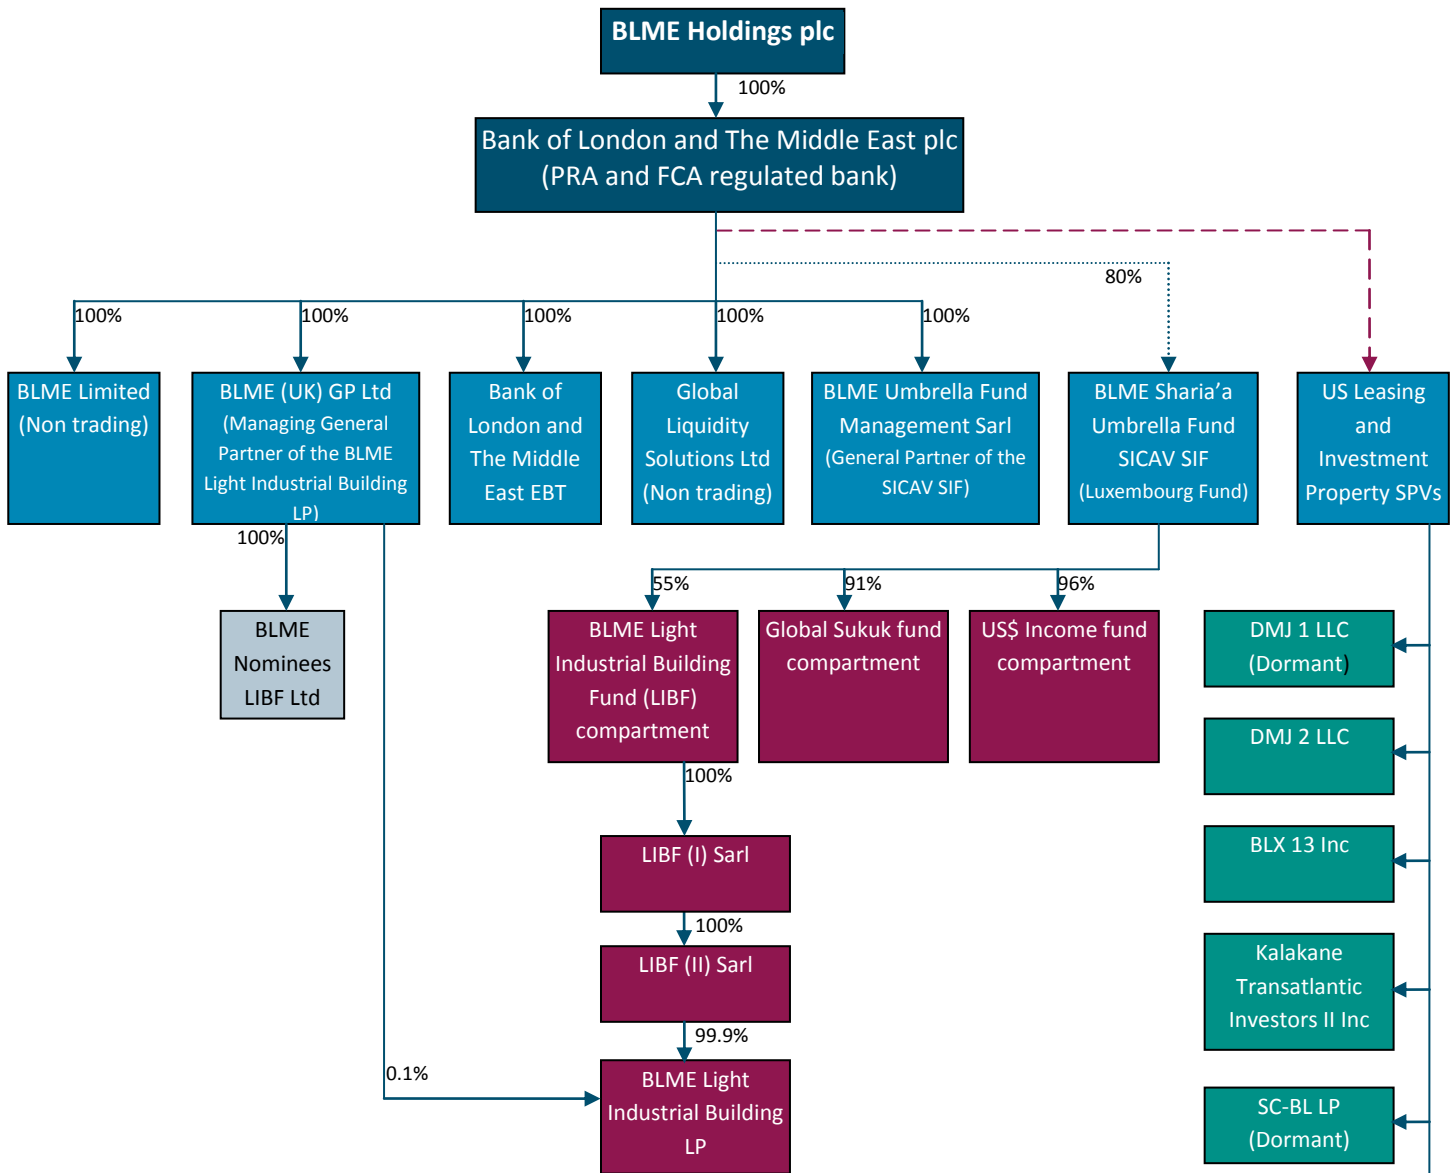 BLME Holdings plc
100%
Bank of London and The Middle East plc
(PRA and FCA regulated bank)
80%
100%
100%
100%
100%
100%
BLME Limited
(Non trading)
BLME (UK) GP Ltd
(Managing General
Partner of the BLME
Light Industrial Building
LP)
Bank of
London and
The Middle
East EBT
Global
Liquidity
Solutions Ltd
(Non trading)
BLME Umbrella Fund
Management Sarl
(General Partner of the
SICAV SIF)
BLME Sharia’a
Umbrella Fund
SICAV SIF
(Luxembourg Fund)
US Leasing
and
Investment
Property SPVs
100%
55%
91%
96%
BLME
Nominees
LIBF Ltd
BLME Light
Industrial Building
Fund (LIBF)
compartment
Global Sukuk fund
compartment
US$ Income fund
compartment
DMJ 1 LLC
(Dormant)
DMJ 2 LLC
100%
LIBF (I) Sarl
BLX 13 Inc
100%
LIBF (II) Sarl
Kalakane
Transatlantic
Investors II Inc
99.9%
0.1%
BLME Light
Industrial Building
LP
SC-BL LP
(Dormant)